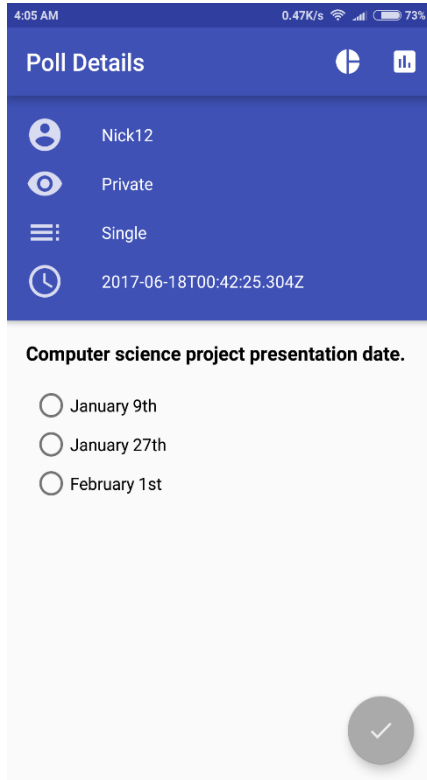 4:05 AM 0.47K/s 73%
Poll Details
Nick12
Private
Single
2017-06-18T00:42:25.304Z
Computer science project presentation date.
January 9th
January 27th
February 1st